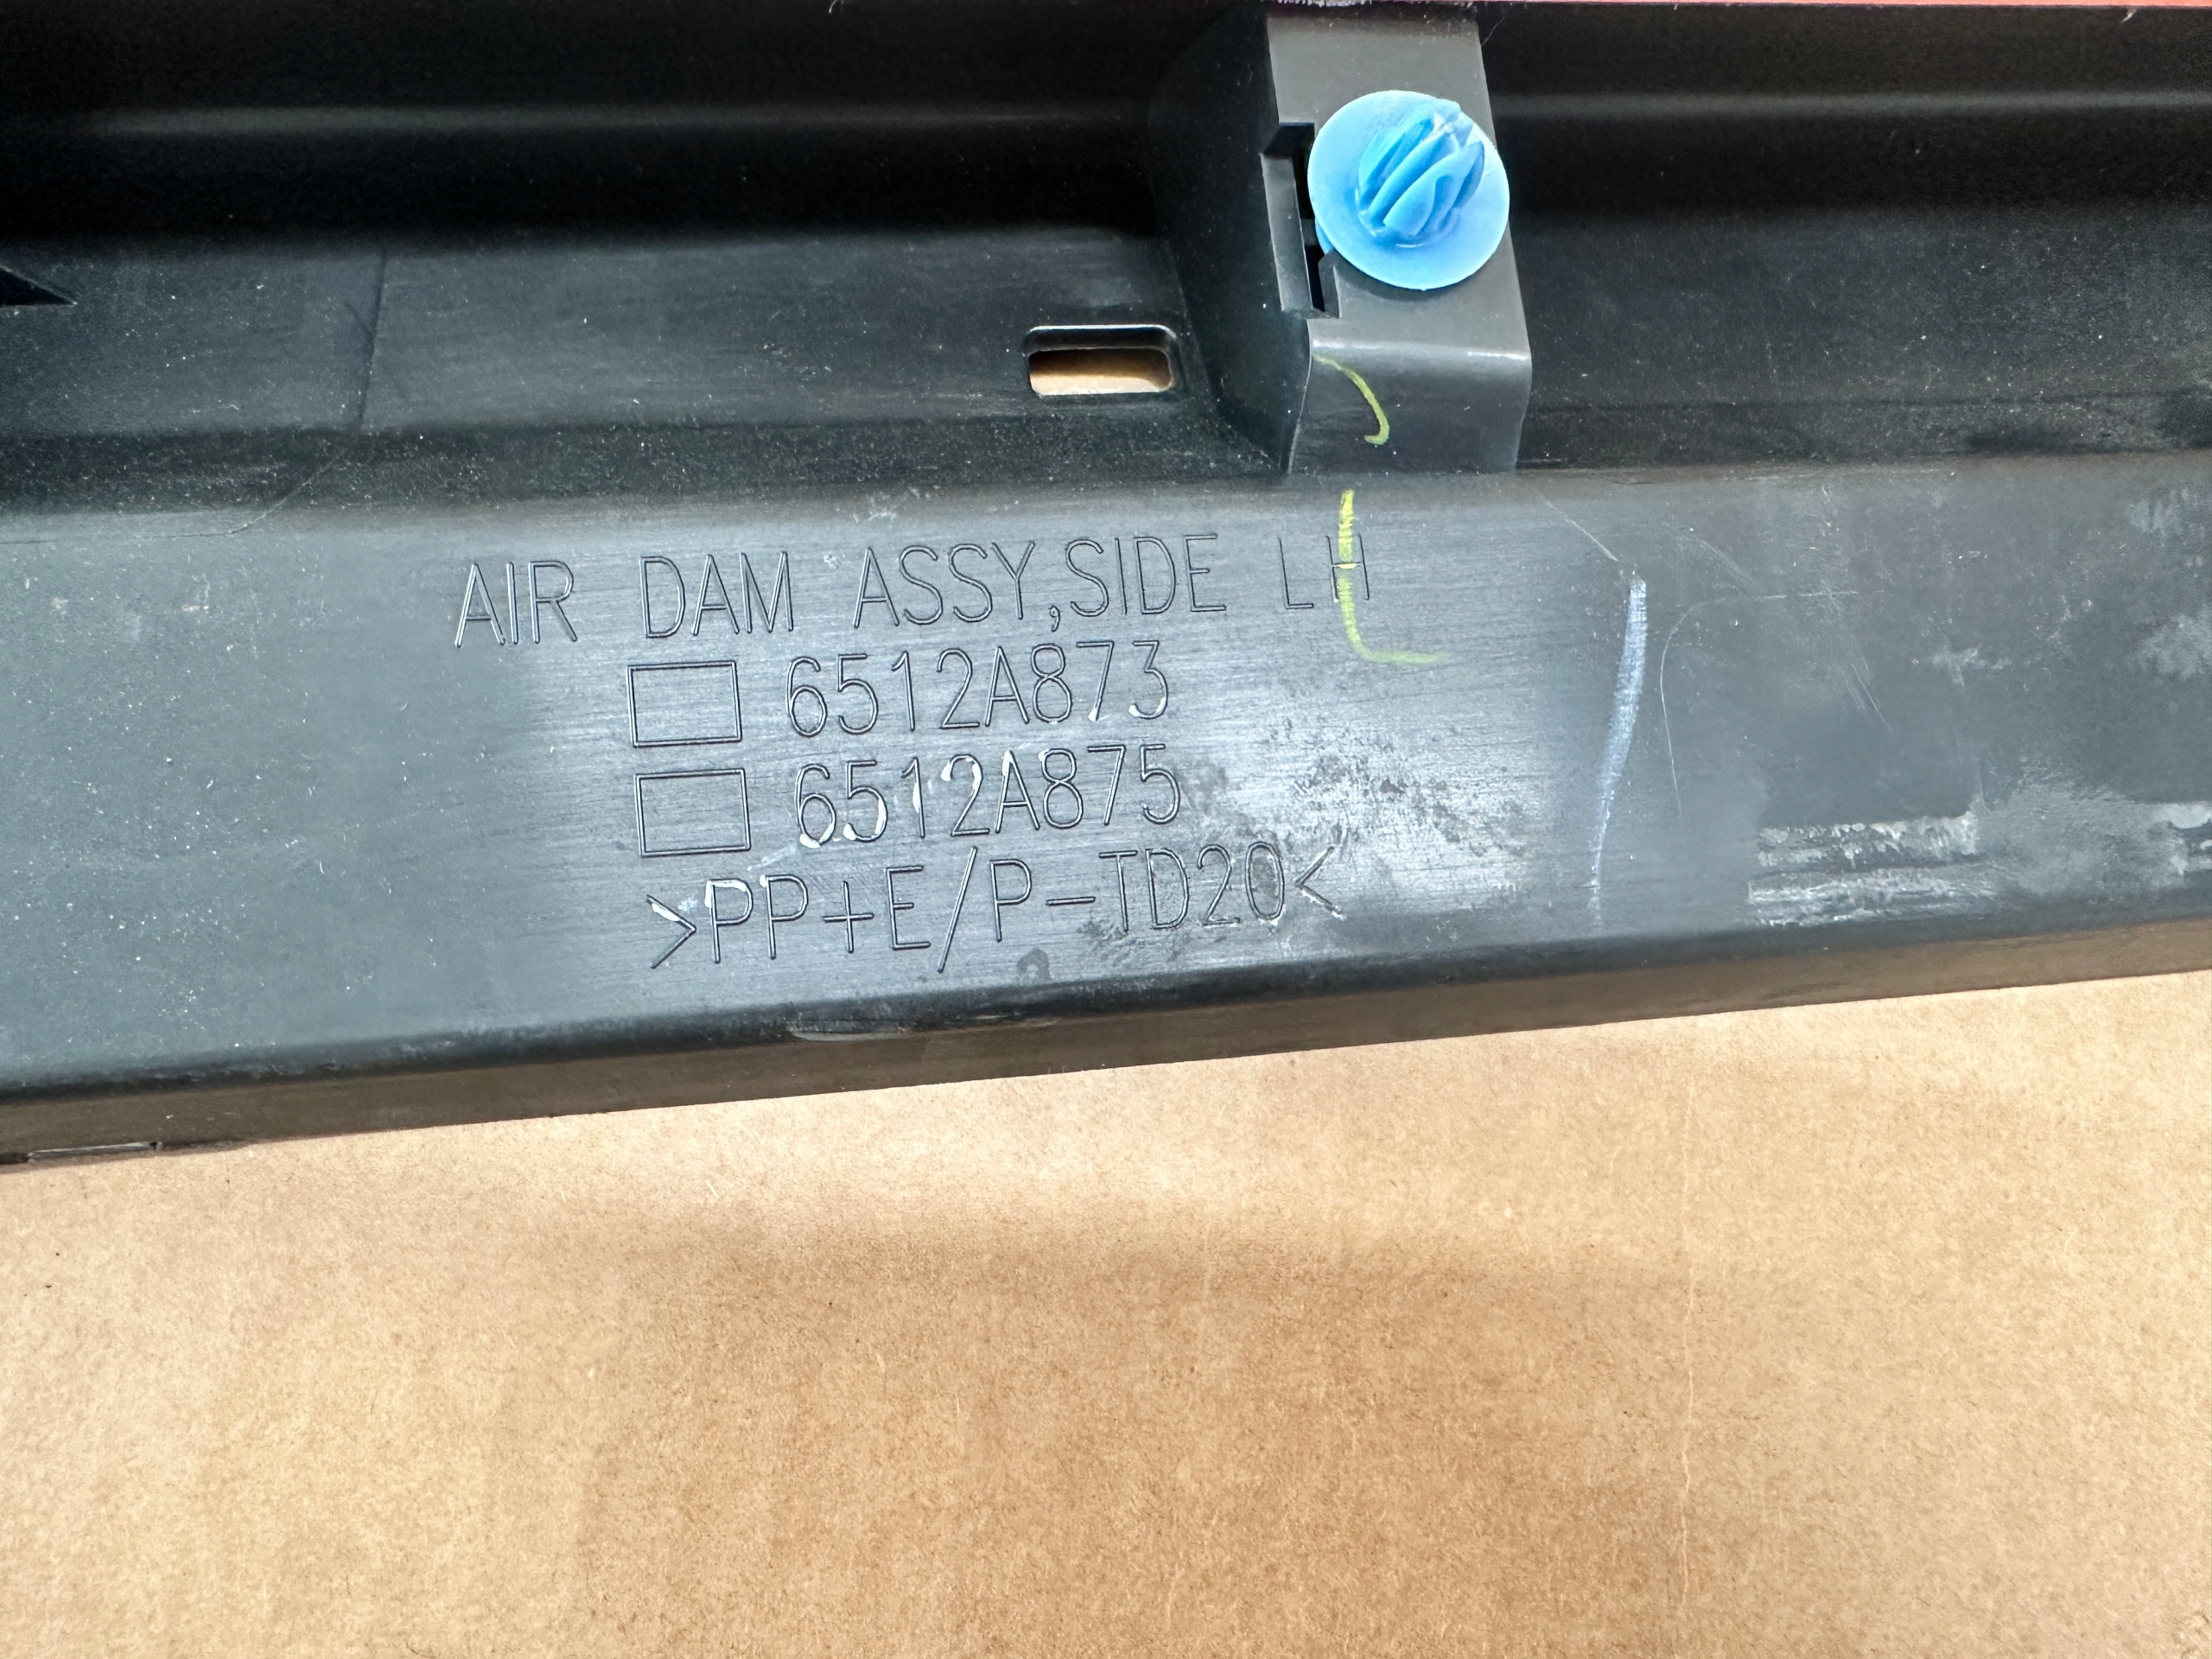 AIR DAM ASSY,SIDE LH
6512A873
6512A875
>PP+E/P-TD20<